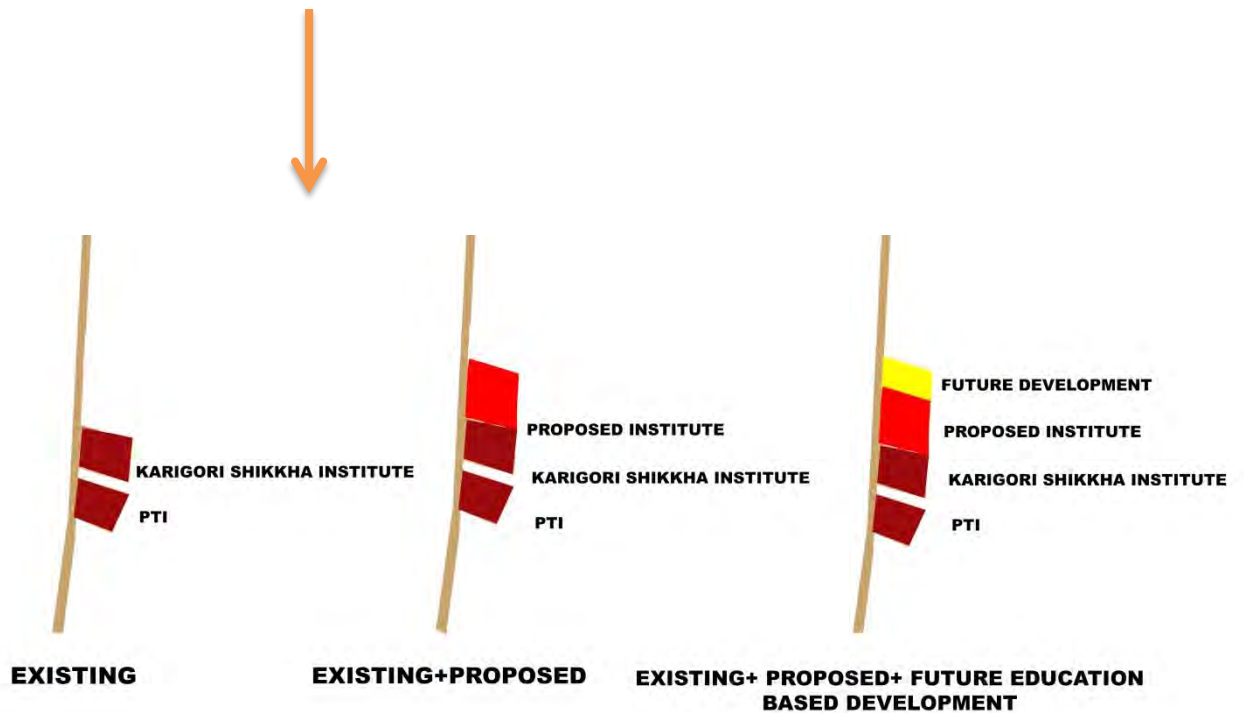 KARIGORI SHIKKHA INSTITUTE
PTI
EXISTING
PROPOSED INSTITUTE
KARIGORI SHIKKHA INSTITUTE
PTI
EXISTING+PROPOSED
FUTURE DEVELOPMENT
PROPOSED INSTITUTE
KARIGORI SHIKKHA INSTITUTE
PTI
EXISTING+ PROPOSED+ FUTURE EDUCATION
BASED DEVELOPMENT